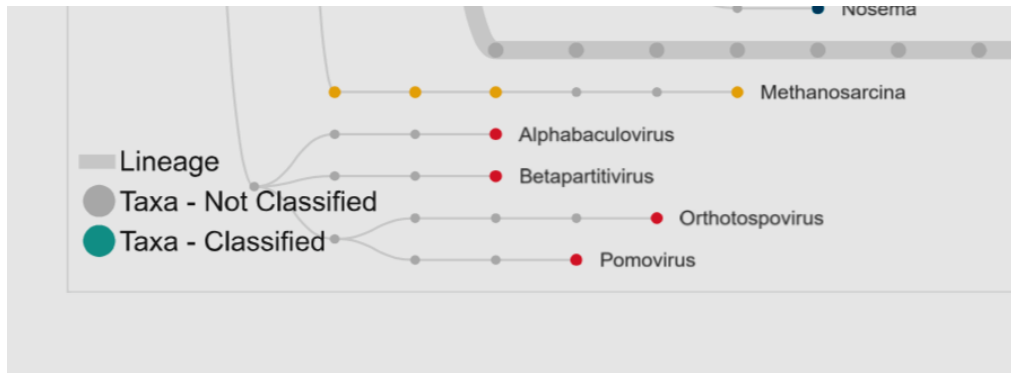 Nosema
Methanosarcina
Alphabaculovirus
Lineage
Betapartitivirus
Taxa - Not Classified
Orthotospovirus
Taxa - Classified
Pomovirus